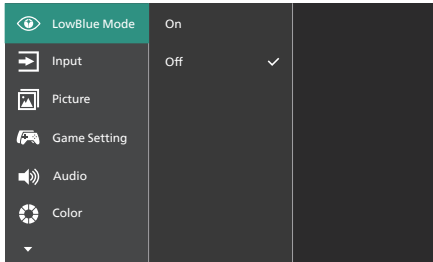 LowBlue Mode
On
Input
Off
Picture
Game Setting
Audio
Color